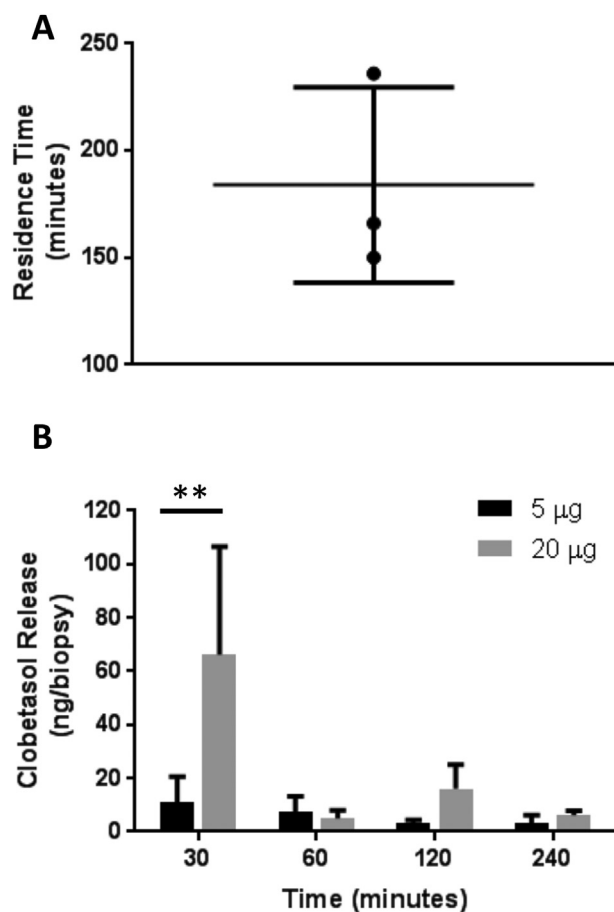 A
250
200
150
100
Residence Time
(minutes)
B
**
5 μg
20 μg
120
100
80
60
40
20
0
Clobetasol Release
(ng/biopsy)
30 60 120 240
Time (minutes)